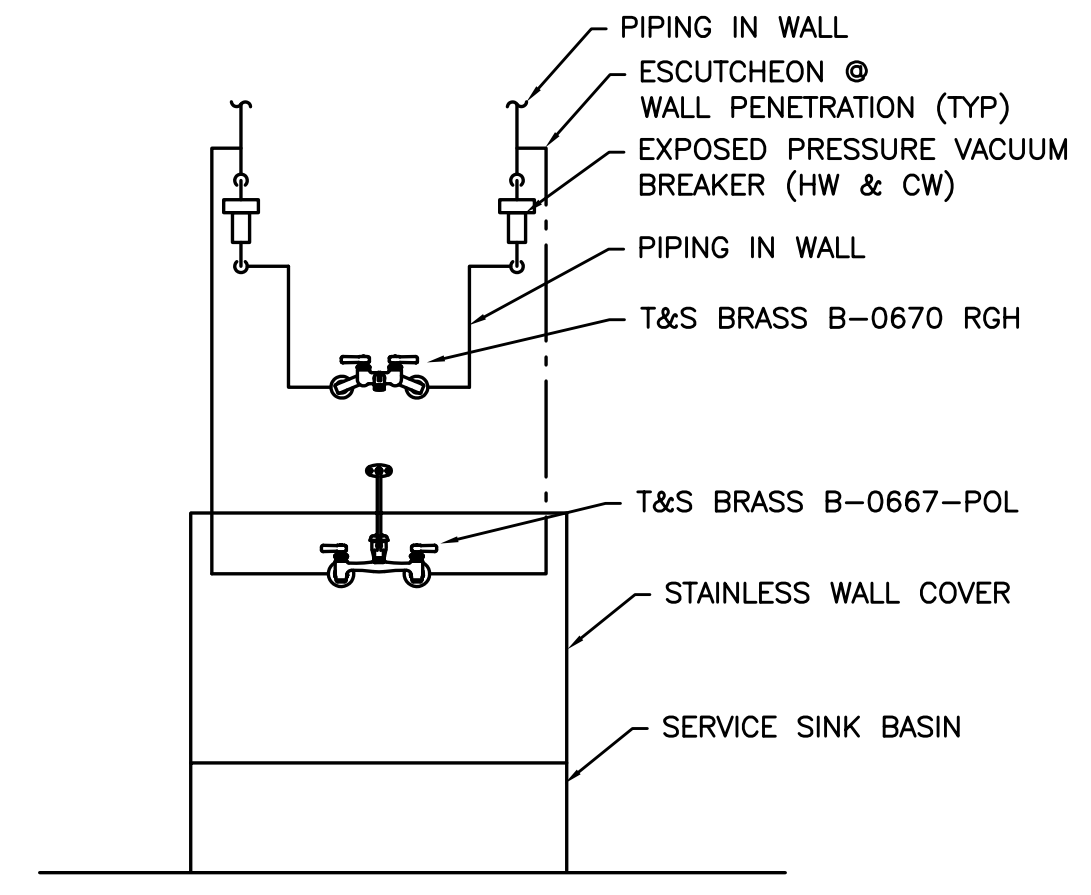 PIPING IN WALL
ESCUTCHEON @
WALL PENETRATION (TYP)
EXPOSED PRESSURE VACUUM
BREAKER (HW & CW)
PIPING IN WALL
T&S BRASS B-0670 RGH
T&S BRASS B-0667-POL
STAINLESS WALL COVER
SERVICE SINK BASIN